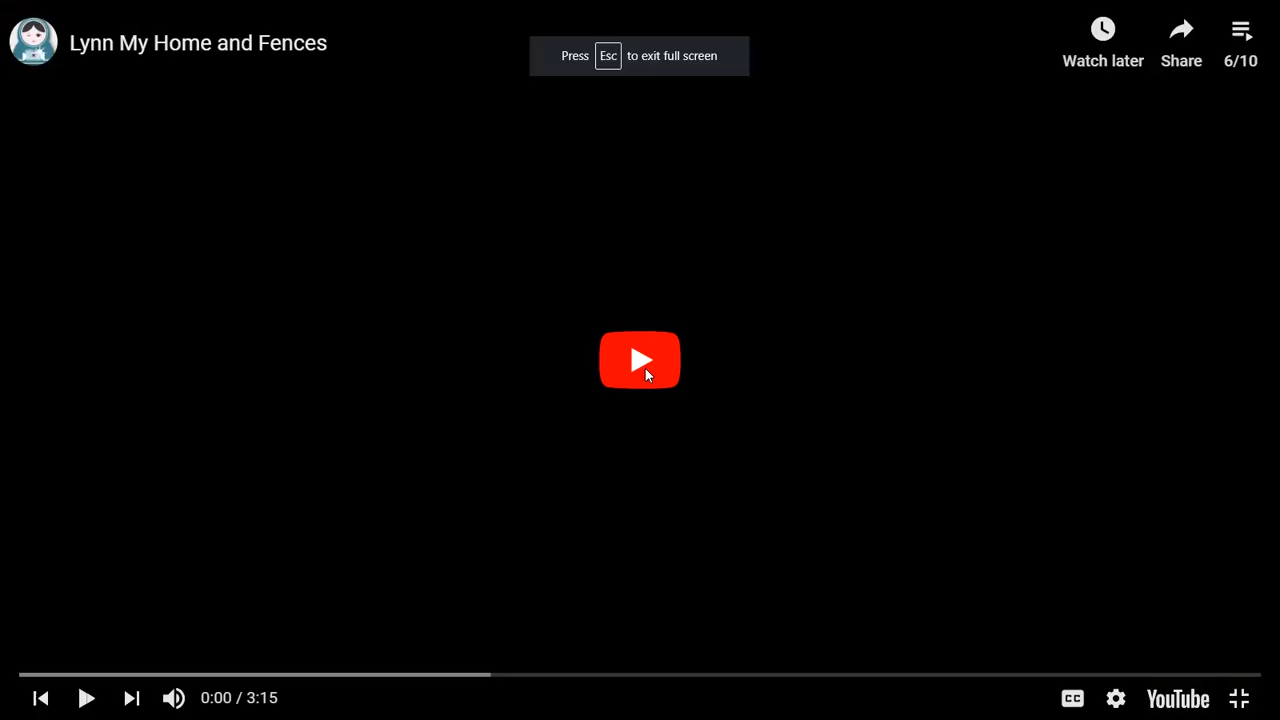 Lynn My Home and Fences
Press Esc to exit full screen
Watch later
Share
6/10
0:00 / 3:15
CC
YouTube